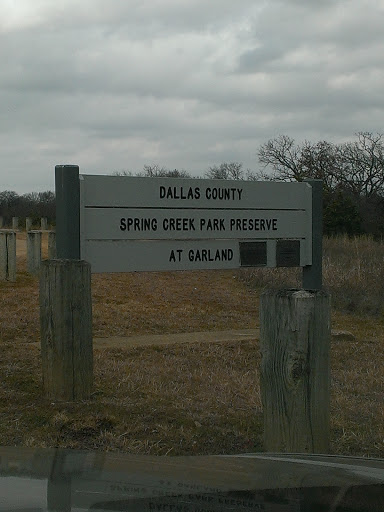 DALLAS COUNTY
SPRING CREEK PARK PRESERVE
AT GARLAND